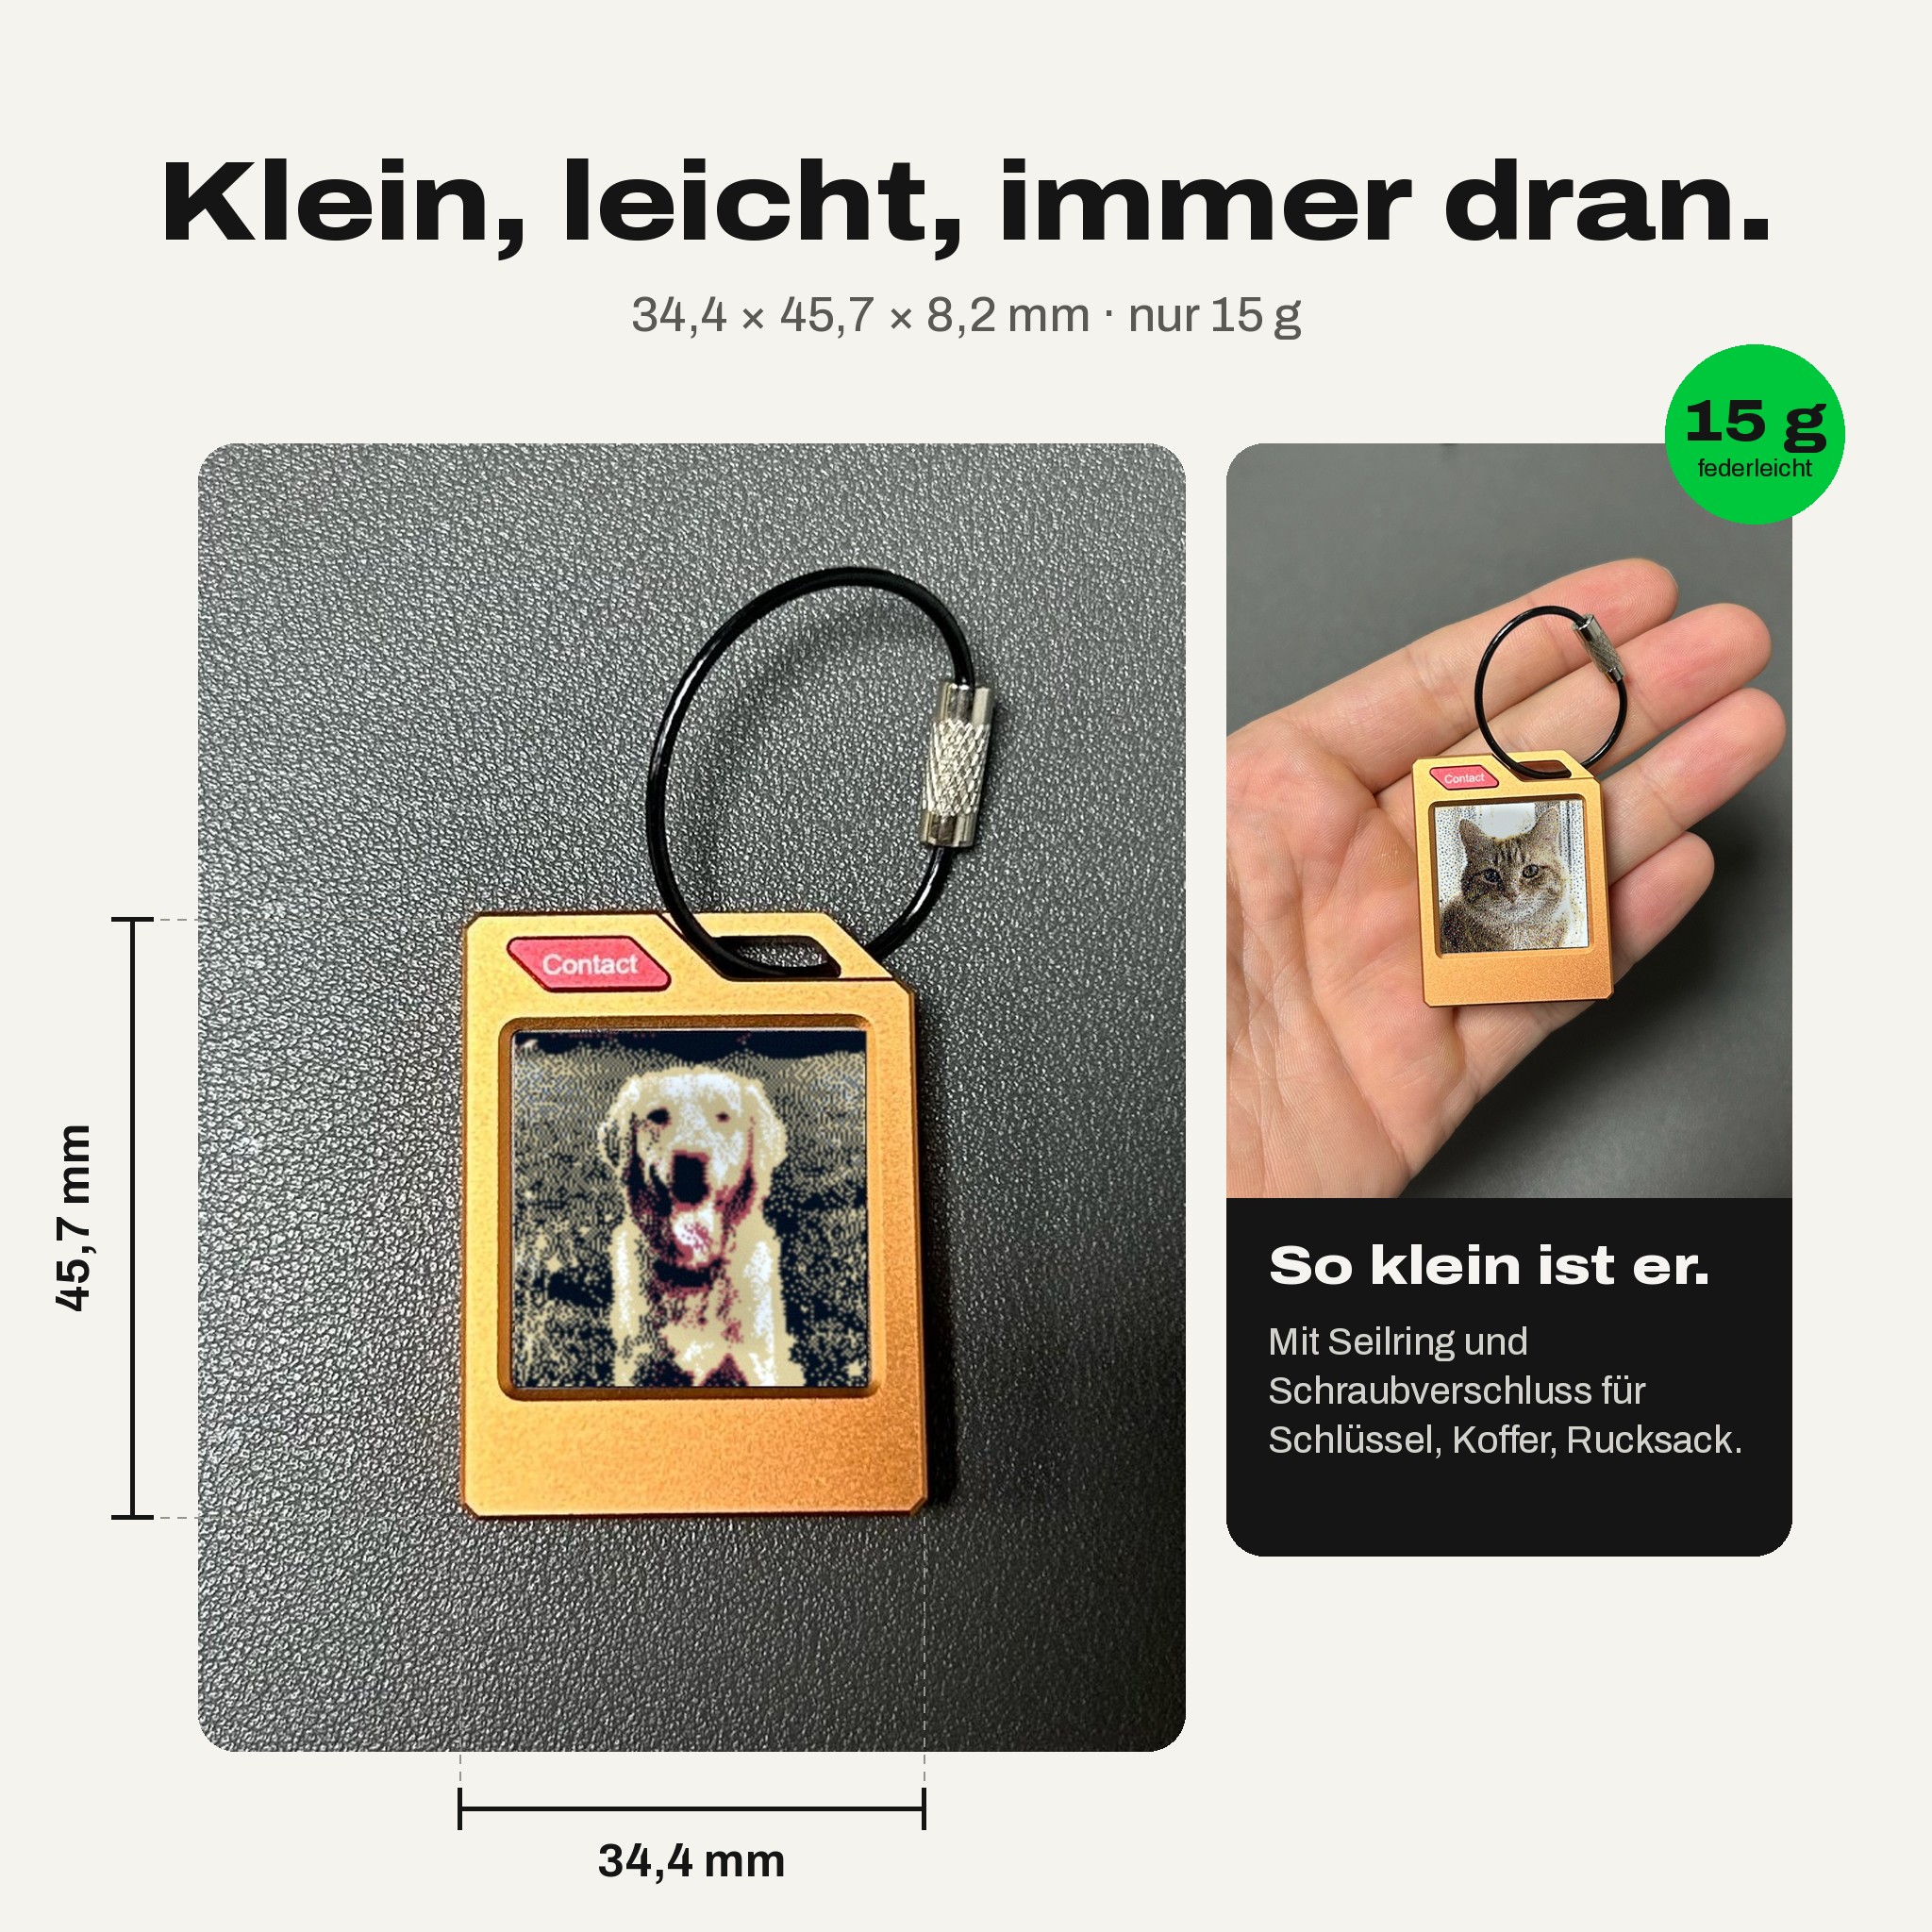 Klein, leicht, immer dran.
34,4 × 45,7 × 8,2 mm · nur 15 g
15 g
federleicht
Contact
Contact
45,7 mm
So klein ist er.
Mit Seilring und
Schraubverschluss für
Schlüssel, Koffer, Rucksack.
34,4 mm